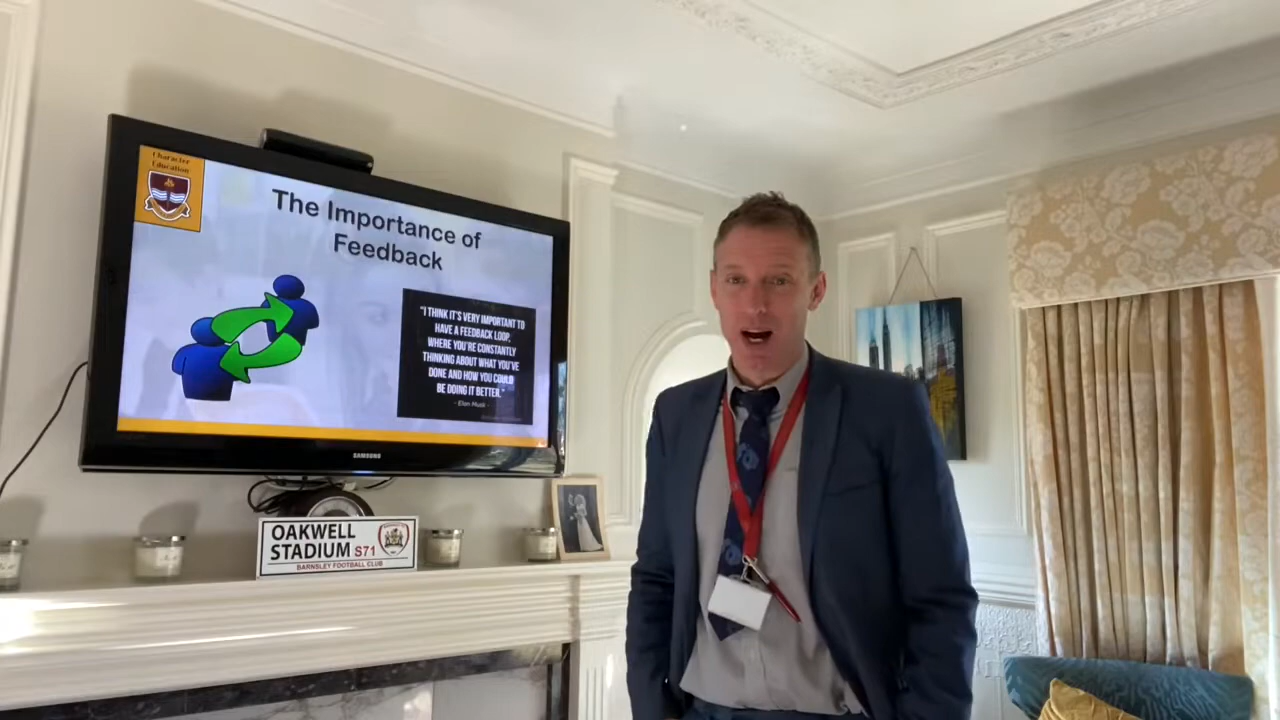 Character
Education
The Importance of
Feedback
"I THINK IT'S VERY IMPORTANT TO
HAVE A FEEDBACK LOOP,
WHERE YOU'RE CONSTANTLY
THINKING ABOUT WHAT YOU'VE
DONE AND HOW YOU COULD
BE DOING IT BETTER."
- Elon Musk -
SAMSUNG
OAKWELL
STADIUM S71
BARNSLEY FOOTBALL CLUB